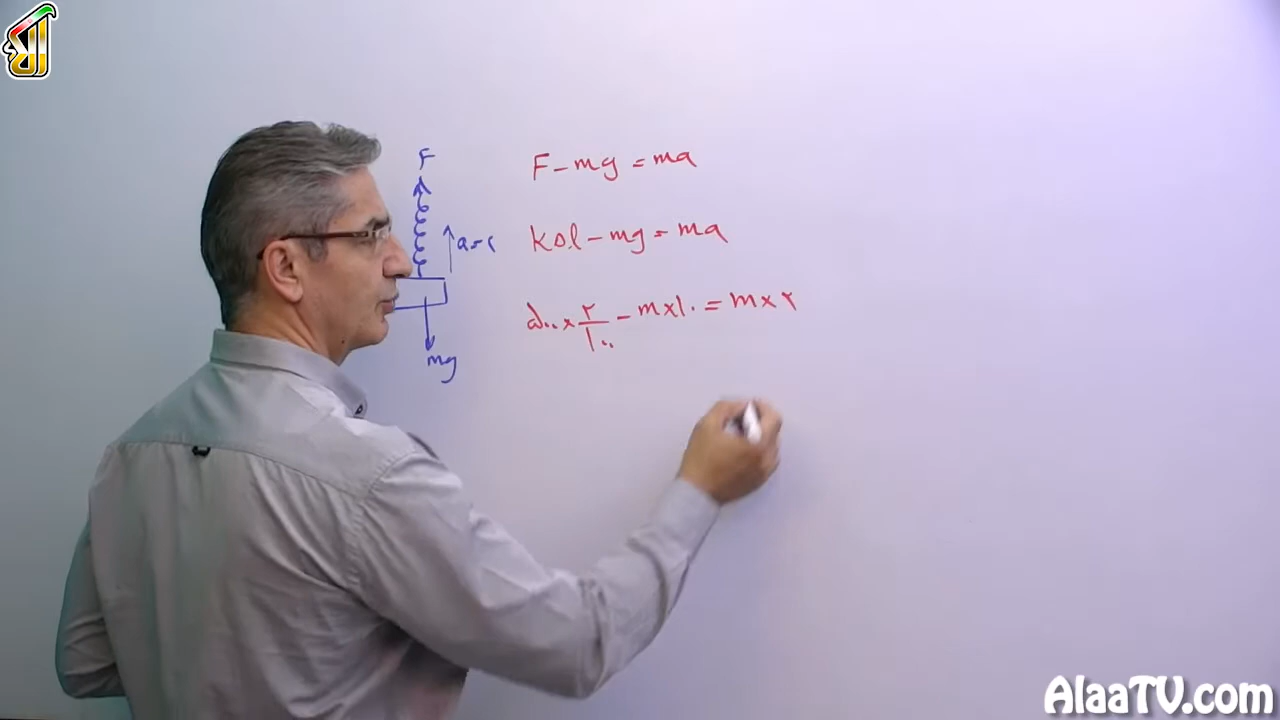 F
F - mg = ma
a = ۲
kΔl - mg = ma
۵۰۰ × ۲/۱۰۰ - m×۱۰ = m × ۲
mg
AlaaTV.com